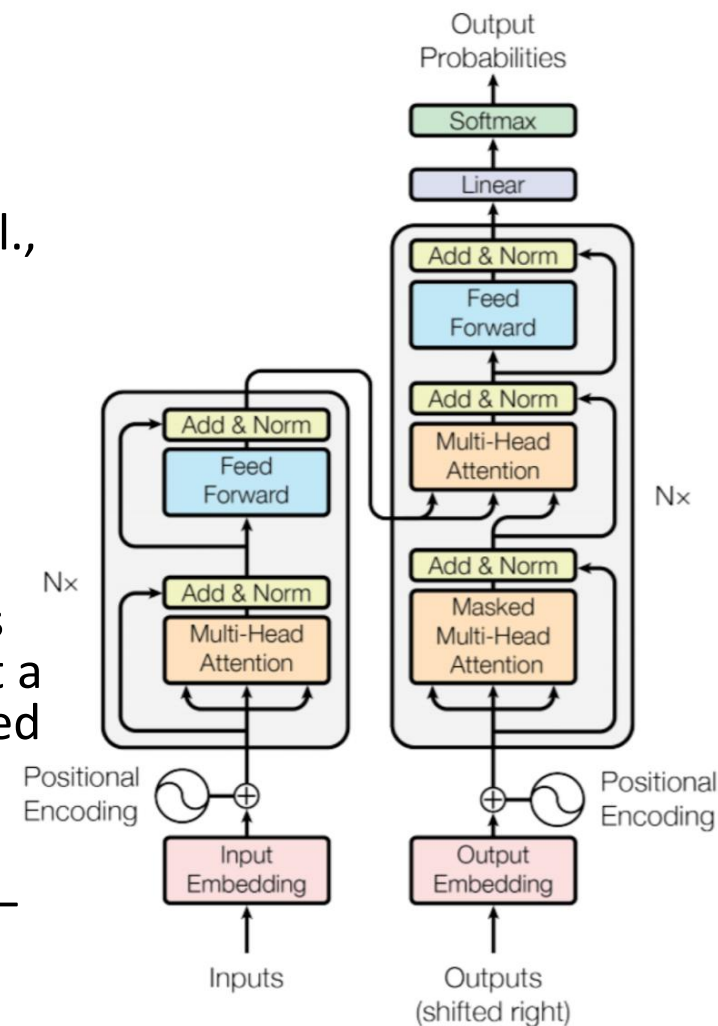 Output
Probabilities
Softmax
Linear
l.,
Add & Norm
Feed
Forward
Add & Norm
Multi-Head
Attention
Nx
Add & Norm
Masked
Multi-Head
Attention
Add & Norm
Feed
Forward
N×
Add & Norm
Multi-Head
Attention
a
ed
Positional
Encoding
Positional
Encoding
Input
Embedding
Output
Embedding
–
Inputs
Outputs
(shifted right)